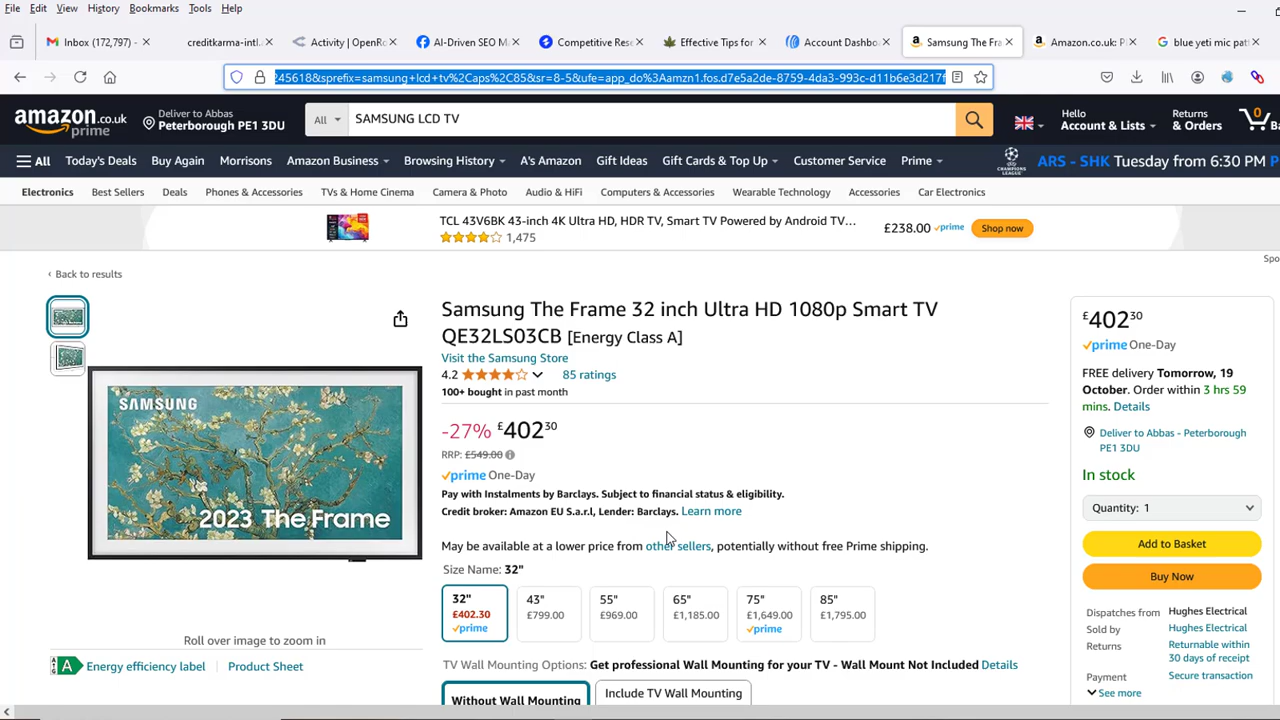 File Edit View History Bookmarks Tools Help
Inbox (172,797) - creditkarma-intl. Activity | OpenRo AI-Driven SEO M Competitive Res Effective Tips for Account Dashbo Samsung The Fra Amazon.co.uk: P blue yeti mic pat
245618&sprefix=samsung+lcd+tv%2Caps%2C85&sr=8-5&ufe=app_do%3Aamzn1.fos.d7e5a2de-8759-4da3-993c-d11b6e3d217f
amazon.co.uk
prime
Deliver to Abbas
Peterborough PE1 3DU
All
SAMSUNG LCD TV
Hello
Account & Lists
Returns
& Orders
0
Ba
All Today's Deals Buy Again Morrisons Amazon Business Browsing History A's Amazon Gift Ideas Gift Cards & Top Up Customer Service Prime
CHAMPIONS
LEAGUE
ARS - SHK Tuesday from 6:30 PM P
Electronics Best Sellers Deals Phones & Accessories TVs & Home Cinema Camera & Photo Audio & HiFi Computers & Accessories Wearable Technology Accessories Car Electronics
TCL 43V6BK 43-inch 4K Ultra HD, HDR TV, Smart TV Powered by Android TV…
1,475
£238.00 prime
Shop now
Spo
‹ Back to results
Samsung The Frame 32 inch Ultra HD 1080p Smart TV
QE32LS03CB [Energy Class A]
Visit the Samsung Store
4.2 85 ratings
100+ bought in past month
-27% £40230
RRP: £549.00
prime One-Day
Pay with Instalments by Barclays. Subject to financial status & eligibility.
Credit broker: Amazon EU S.a.r.l, Lender: Barclays. Learn more
May be available at a lower price from other sellers, potentially without free Prime shipping.
Size Name: 32"
32" 43" 55" 65" 75" 85"
£402.30 £799.00 £969.00 £1,185.00 £1,649.00 £1,795.00
prime prime
TV Wall Mounting Options: Get professional Wall Mounting for your TV - Wall Mount Not Included Details
Without Wall Mounting Include TV Wall Mounting
SAMSUNG
2023 The Frame
Roll over image to zoom in
A Energy efficiency label Product Sheet
£40230
prime One-Day
FREE delivery Tomorrow, 19
October. Order within 3 hrs 59
mins. Details
Deliver to Abbas - Peterborough
PE1 3DU
In stock
Quantity: 1
Add to Basket
Buy Now
Dispatches from Hughes Electrical
Sold by Hughes Electrical
Returns Returnable within
30 days of receipt
Payment Secure transaction
See more